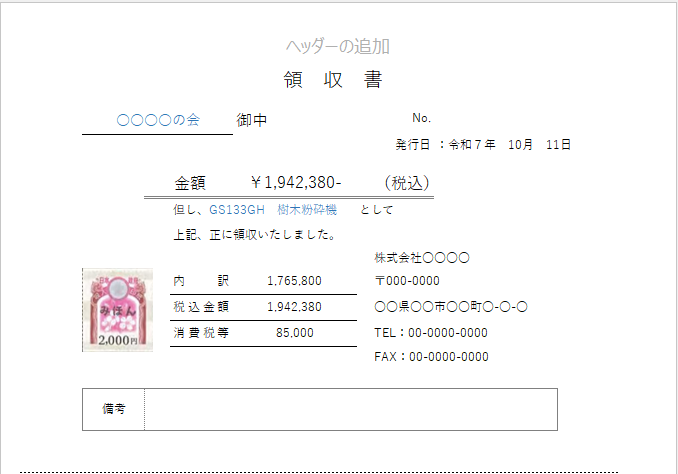 ヘッダーの追加
領　収　書
〇〇〇〇の会　御中
No.
発行日 ：令和７年　10月　11日
金額　￥1,942,380-　（税込）
但し、GS133GH　樹木粉砕機　として
上記、正に領収いたしました。
株式会社〇〇〇〇
〒000-0000
〇〇県〇〇市〇〇町〇-〇-〇
TEL：00-0000-0000
FAX：00-0000-0000
内　　訳　1,765,800
税込金額　1,942,380
消費税等　85,000
日本
みほん
2,000円
備考